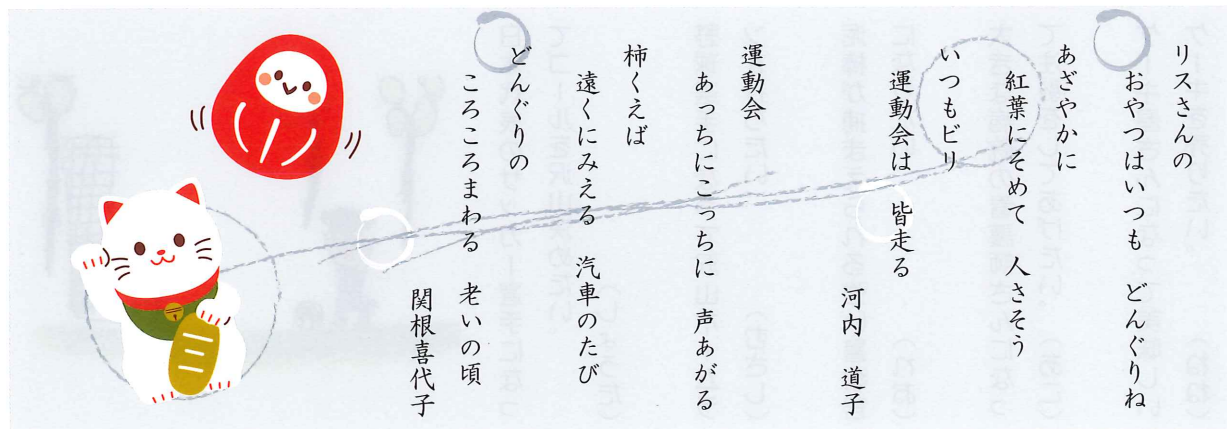 リスさんの
おやつはいつも どんぐりね
あざやかに
紅葉にそめて 人さそう
いつもビリ
運動会は 皆走る
河内 道子
運動会
あっちにこっちに 声あがる
柿くえば
遠くにみえる 汽車のたび
どんぐりの
ころころまわる 老いの頃
関根喜代子